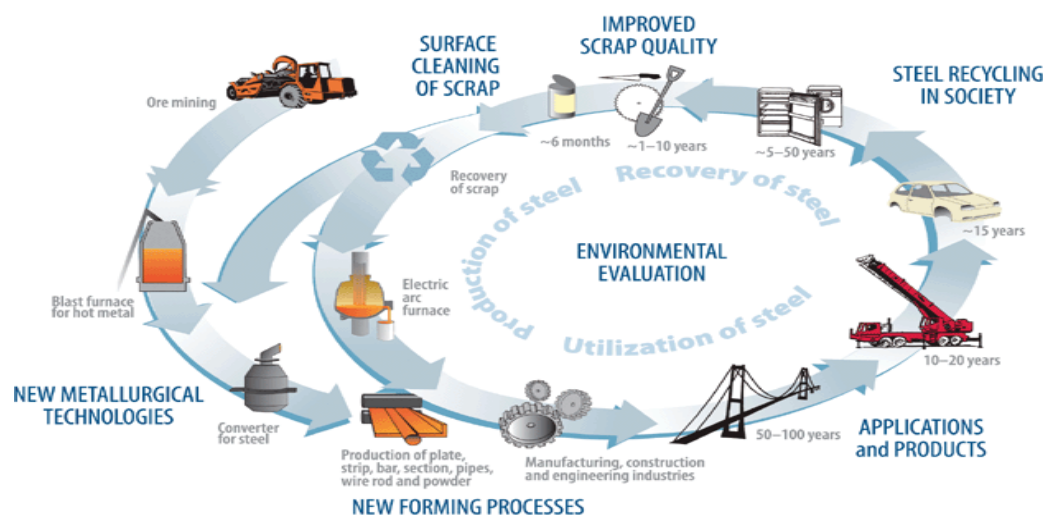 IMPROVED
SCRAP QUALITY
SURFACE
CLEANING
OF SCRAP
STEEL RECYCLING
IN SOCIETY
Ore mining
~6 months
~1–10 years
~5–50 years
Recovery
of scrap
Production of steel
Recovery of steel
~15 years
ENVIRONMENTAL
EVALUATION
Blast furnace
for hot metal
Electric
arc
furnace
Utilization of steel
10–20 years
NEW METALLURGICAL
TECHNOLOGIES
Converter
for steel
50–100 years
APPLICATIONS
and PRODUCTS
Production of plate,
strip, bar, section, pipes,
wire rod and powder
Manufacturing, construction
and engineering industries
NEW FORMING PROCESSES